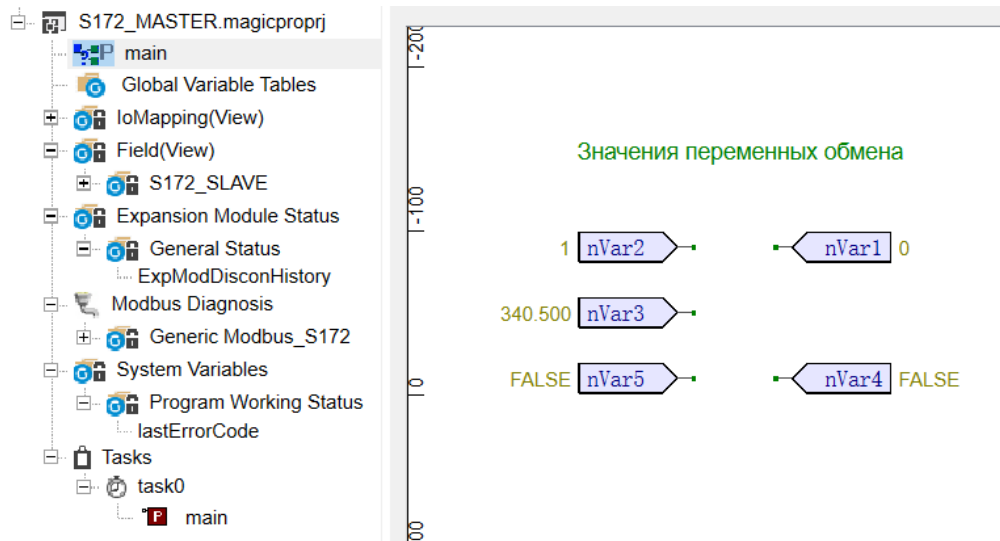 S172_MASTER.magicproprj
main
Global Variable Tables
IoMapping(View)
Field(View)
S172_SLAVE
Expansion Module Status
General Status
ExpModDisconHistory
Modbus Diagnosis
Generic Modbus_S172
System Variables
Program Working Status
lastErrorCode
Tasks
task0
main
-200
-100
0
00
Значения переменных обмена
1 nVar2 nVar1 0
340.500 nVar3
FALSE nVar5 nVar4 FALSE